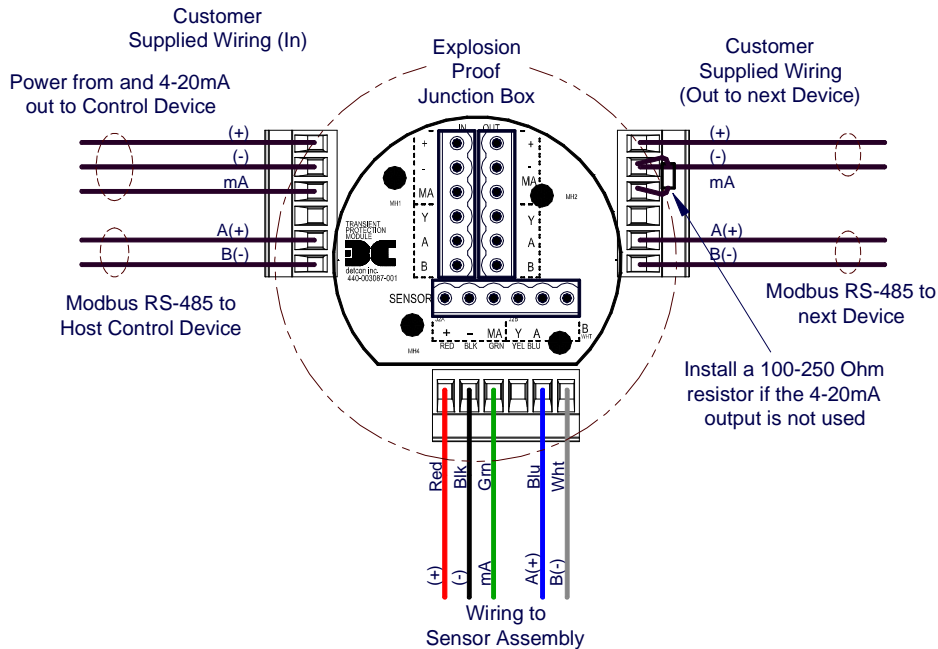 Customer
Supplied Wiring (In)
Power from and 4-20mA
out to Control Device
(+)
(-)
mA
A(+)
B(-)
Modbus RS-485 to
Host Control Device
Explosion
Proof
Junction Box
IN OUT
+ +
- -
MA MA
Y Y
A A
B B
MH1
MH2
TRANSIENT
PROTECTION
MODULE
detcon inc.
440-003087-001
SENSOR
J2A J2B
+ - MA Y A B
RED BLK GRN YEL BLU WHT
MH4
Customer
Supplied Wiring
(Out to next Device)
(+)
(-)
mA
A(+)
B(-)
Modbus RS-485 to
next Device
Install a 100-250 Ohm
resistor if the 4-20mA
output is not used
Red Blk Grn Blu Wht
(+) (-) mA A(+) B(-)
Wiring to
Sensor Assembly